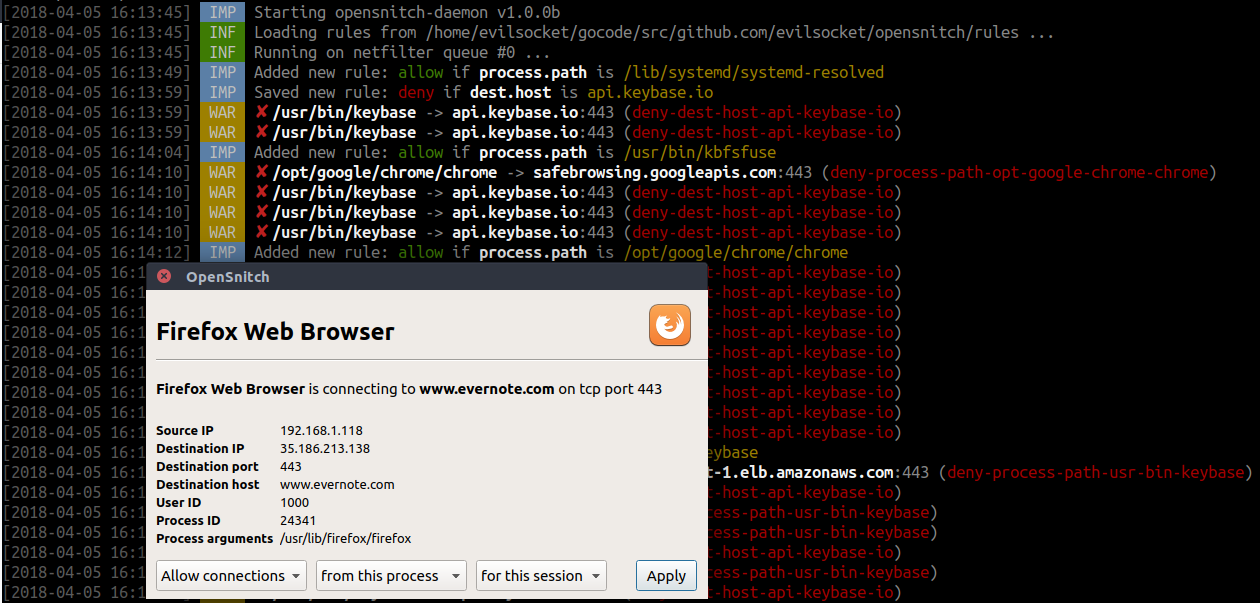 [2018-04-05 16:13:45] IMP Starting opensnitch-daemon v1.0.0b
[2018-04-05 16:13:45] INF Loading rules from /home/evilsocket/gocode/src/github.com/evilsocket/opensnitch/rules ...
[2018-04-05 16:13:45] INF Running on netfilter queue #0 ...
[2018-04-05 16:13:49] IMP Added new rule: allow if process.path is /lib/systemd/systemd-resolved
[2018-04-05 16:13:59] IMP Saved new rule: deny if dest.host is api.keybase.io
[2018-04-05 16:13:59] WAR ✘ /usr/bin/keybase -> api.keybase.io:443 (deny-dest-host-api-keybase-io)
[2018-04-05 16:13:59] WAR ✘ /usr/bin/keybase -> api.keybase.io:443 (deny-dest-host-api-keybase-io)
[2018-04-05 16:14:04] IMP Added new rule: allow if process.path is /usr/bin/kbfsfuse
[2018-04-05 16:14:10] WAR ✘ /opt/google/chrome/chrome -> safebrowsing.googleapis.com:443 (deny-process-path-opt-google-chrome-chrome)
[2018-04-05 16:14:10] WAR ✘ /usr/bin/keybase -> api.keybase.io:443 (deny-dest-host-api-keybase-io)
[2018-04-05 16:14:10] WAR ✘ /usr/bin/keybase -> api.keybase.io:443 (deny-dest-host-api-keybase-io)
[2018-04-05 16:14:10] WAR ✘ /usr/bin/keybase -> api.keybase.io:443 (deny-dest-host-api-keybase-io)
[2018-04-05 16:14:12] IMP Added new rule: allow if process.path is /opt/google/chrome/chrome
[2018-04-05 16:1 t-host-api-keybase-io)
[2018-04-05 16:1 t-host-api-keybase-io)
[2018-04-05 16:1 t-host-api-keybase-io)
[2018-04-05 16:1 t-host-api-keybase-io)
[2018-04-05 16:1 t-host-api-keybase-io)
[2018-04-05 16:1 t-host-api-keybase-io)
[2018-04-05 16:1 t-host-api-keybase-io)
[2018-04-05 16:1 t-host-api-keybase-io)
[2018-04-05 16:1 t-host-api-keybase-io)
[2018-04-05 16:1 eybase
[2018-04-05 16:1 t-1.elb.amazonaws.com:443 (deny-process-path-usr-bin-keybase)
[2018-04-05 16:1 t-host-api-keybase-io)
[2018-04-05 16:1 cess-path-usr-bin-keybase)
[2018-04-05 16:1 cess-path-usr-bin-keybase)
[2018-04-05 16:1 t-host-api-keybase-io)
[2018-04-05 16:1 cess-path-usr-bin-keybase)
[2018-04-05 16:1 t-host-api-keybase-io)
OpenSnitch
Firefox Web Browser
Firefox Web Browser is connecting to www.evernote.com on tcp port 443
Source IP 192.168.1.118
Destination IP 35.186.213.138
Destination port 443
Destination host www.evernote.com
User ID 1000
Process ID 24341
Process arguments /usr/lib/firefox/firefox
Allow connections from this process for this session Apply